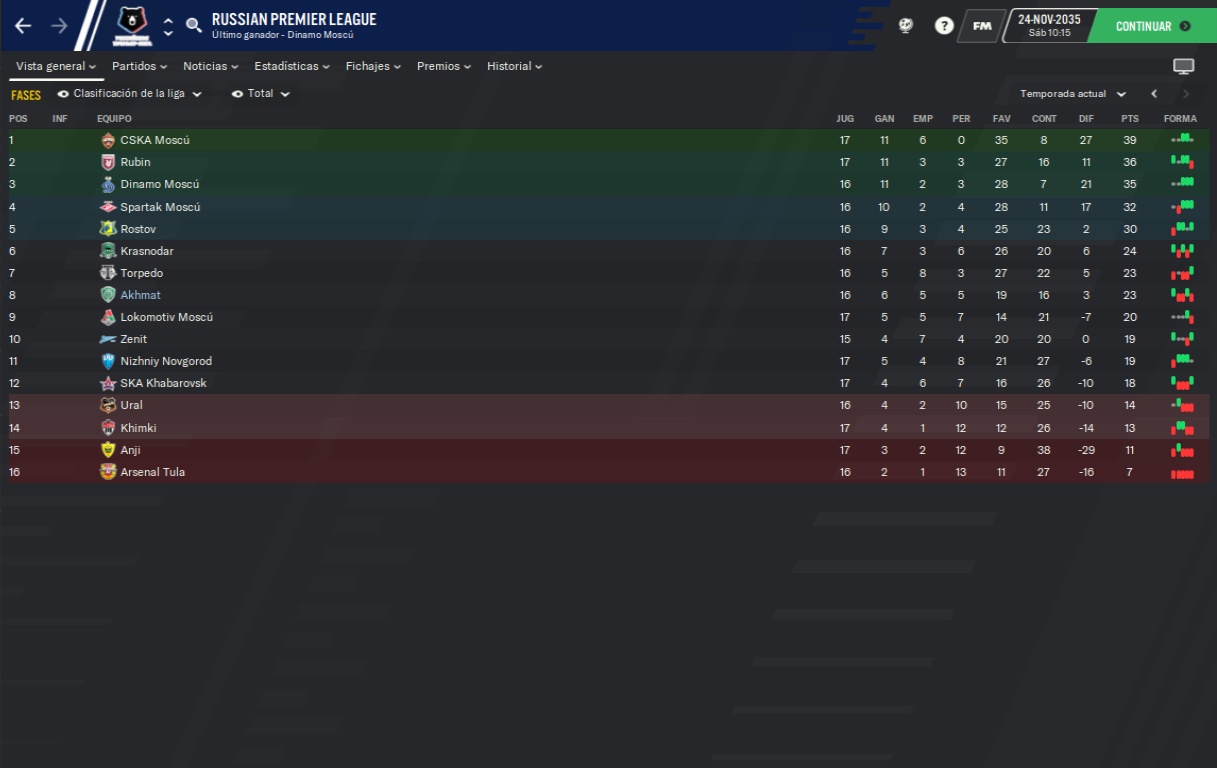 RUSSIAN PREMIER LEAGUE
Último ganador - Dinamo Moscú
? FM 24-NOV-2035
Sáb 10:15
CONTINUAR
Vista general Partidos Noticias Estadísticas Fichajes Premios Historial
FASES Clasificación de la liga Total Temporada actual
POS INF EQUIPO JUG GAN EMP PER FAV CONT DIF PTS FORMA
1 CSKA Moscú 17 11 6 0 35 8 27 39
2 Rubin 17 11 3 3 27 16 11 36
3 Dinamo Moscú 16 11 2 3 28 7 21 35
4 Spartak Moscú 16 10 2 4 28 11 17 32
5 Rostov 16 9 3 4 25 23 2 30
6 Krasnodar 16 7 3 6 26 20 6 24
7 Torpedo 16 5 8 3 27 22 5 23
8 Akhmat 16 6 5 5 19 16 3 23
9 Lokomotiv Moscú 17 5 5 7 14 21 -7 20
10 Zenit 15 4 7 4 20 20 0 19
11 Nizhniy Novgorod 17 5 4 8 21 27 -6 19
12 SKA Khabarovsk 17 4 6 7 16 26 -10 18
13 Ural 16 4 2 10 15 25 -10 14
14 Khimki 17 4 1 12 12 26 -14 13
15 Anji 17 3 2 12 9 38 -29 11
16 Arsenal Tula 16 2 1 13 11 27 -16 7